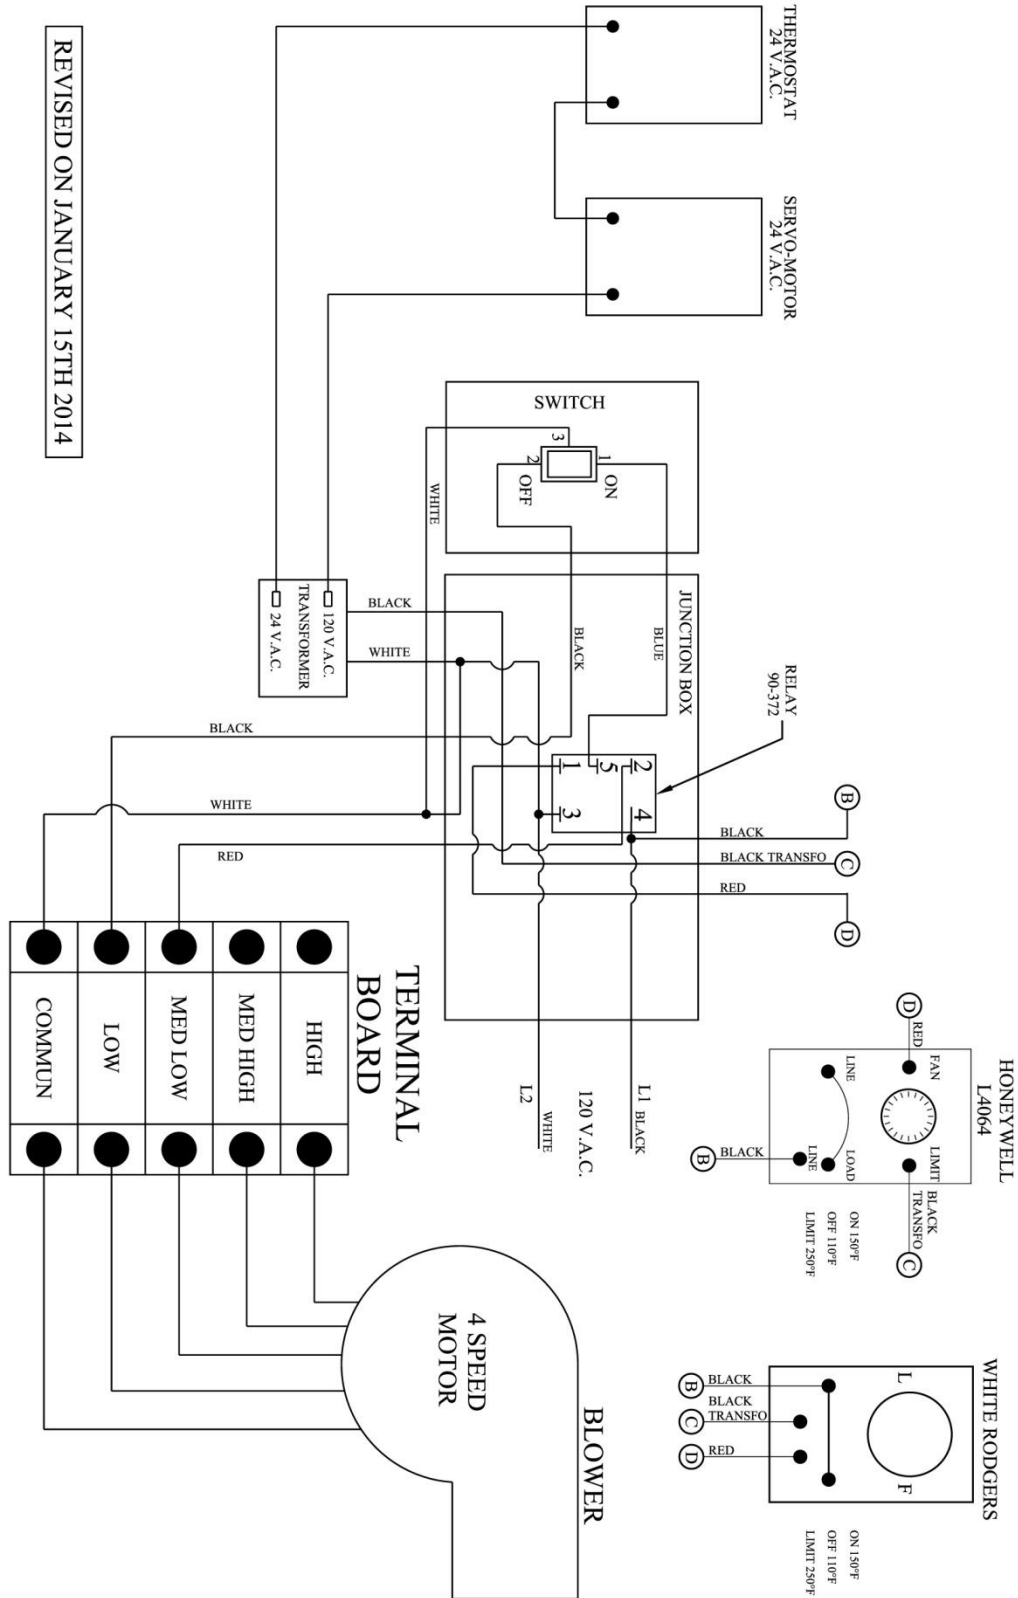 THERMOSTAT
24 V.A.C.
SERVO-MOTOR
24 V.A.C.
SWITCH
3
1
2
ON
OFF
WHITE
BLACK
BLUE
JUNCTION BOX
RELAY
90-372
2
5
1
4
3
TRANSFORMER
120 V.A.C.
24 V.A.C.
BLACK
WHITE
BLACK
WHITE
RED
B
BLACK
C
BLACK TRANSFO
D
RED
L1 BLACK
120 V.A.C.
L2 WHITE
TERMINAL
BOARD
HIGH
MED HIGH
MED LOW
LOW
COMMUN
4 SPEED
MOTOR
BLOWER
HONEYWELL
L4064
D
RED
FAN
LIMIT
BLACK
TRANSFO
C
LINE
LOAD
LINE
BLACK
B
ON 150°F
OFF 110°F
LIMIT 250°F
WHITE RODGERS
L
F
B
BLACK
C
BLACK
TRANSFO
D
RED
ON 150°F
OFF 110°F
LIMIT 250°F
REVISED ON JANUARY 15TH 2014